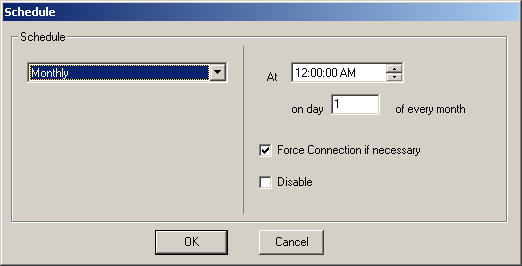 Schedule
Schedule
Monthly
At 12:00:00 AM
on day 1 of every month
Force Connection if necessary
Disable
OK Cancel